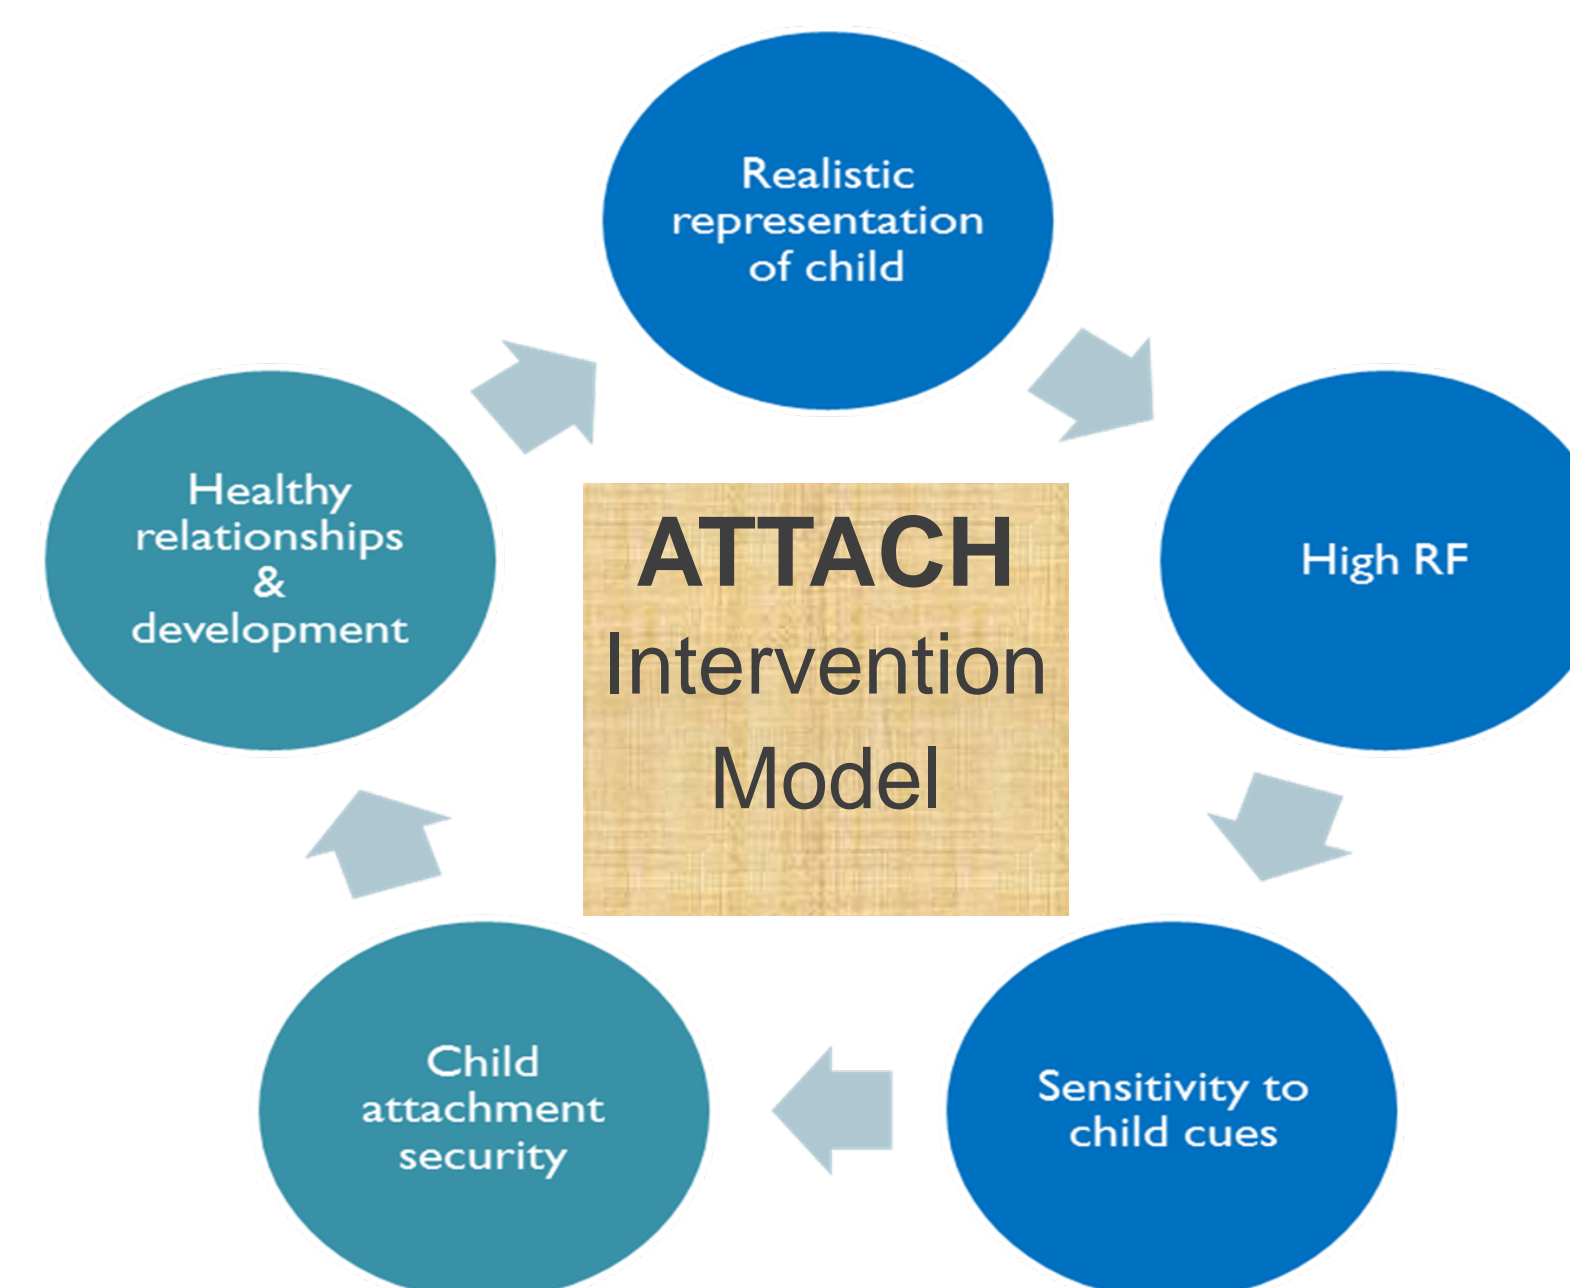 Realistic
representation
of child
High RF
Sensitivity to
child cues
Child
attachment
security
Healthy
relationships
&
development
ATTACH
Intervention
Model